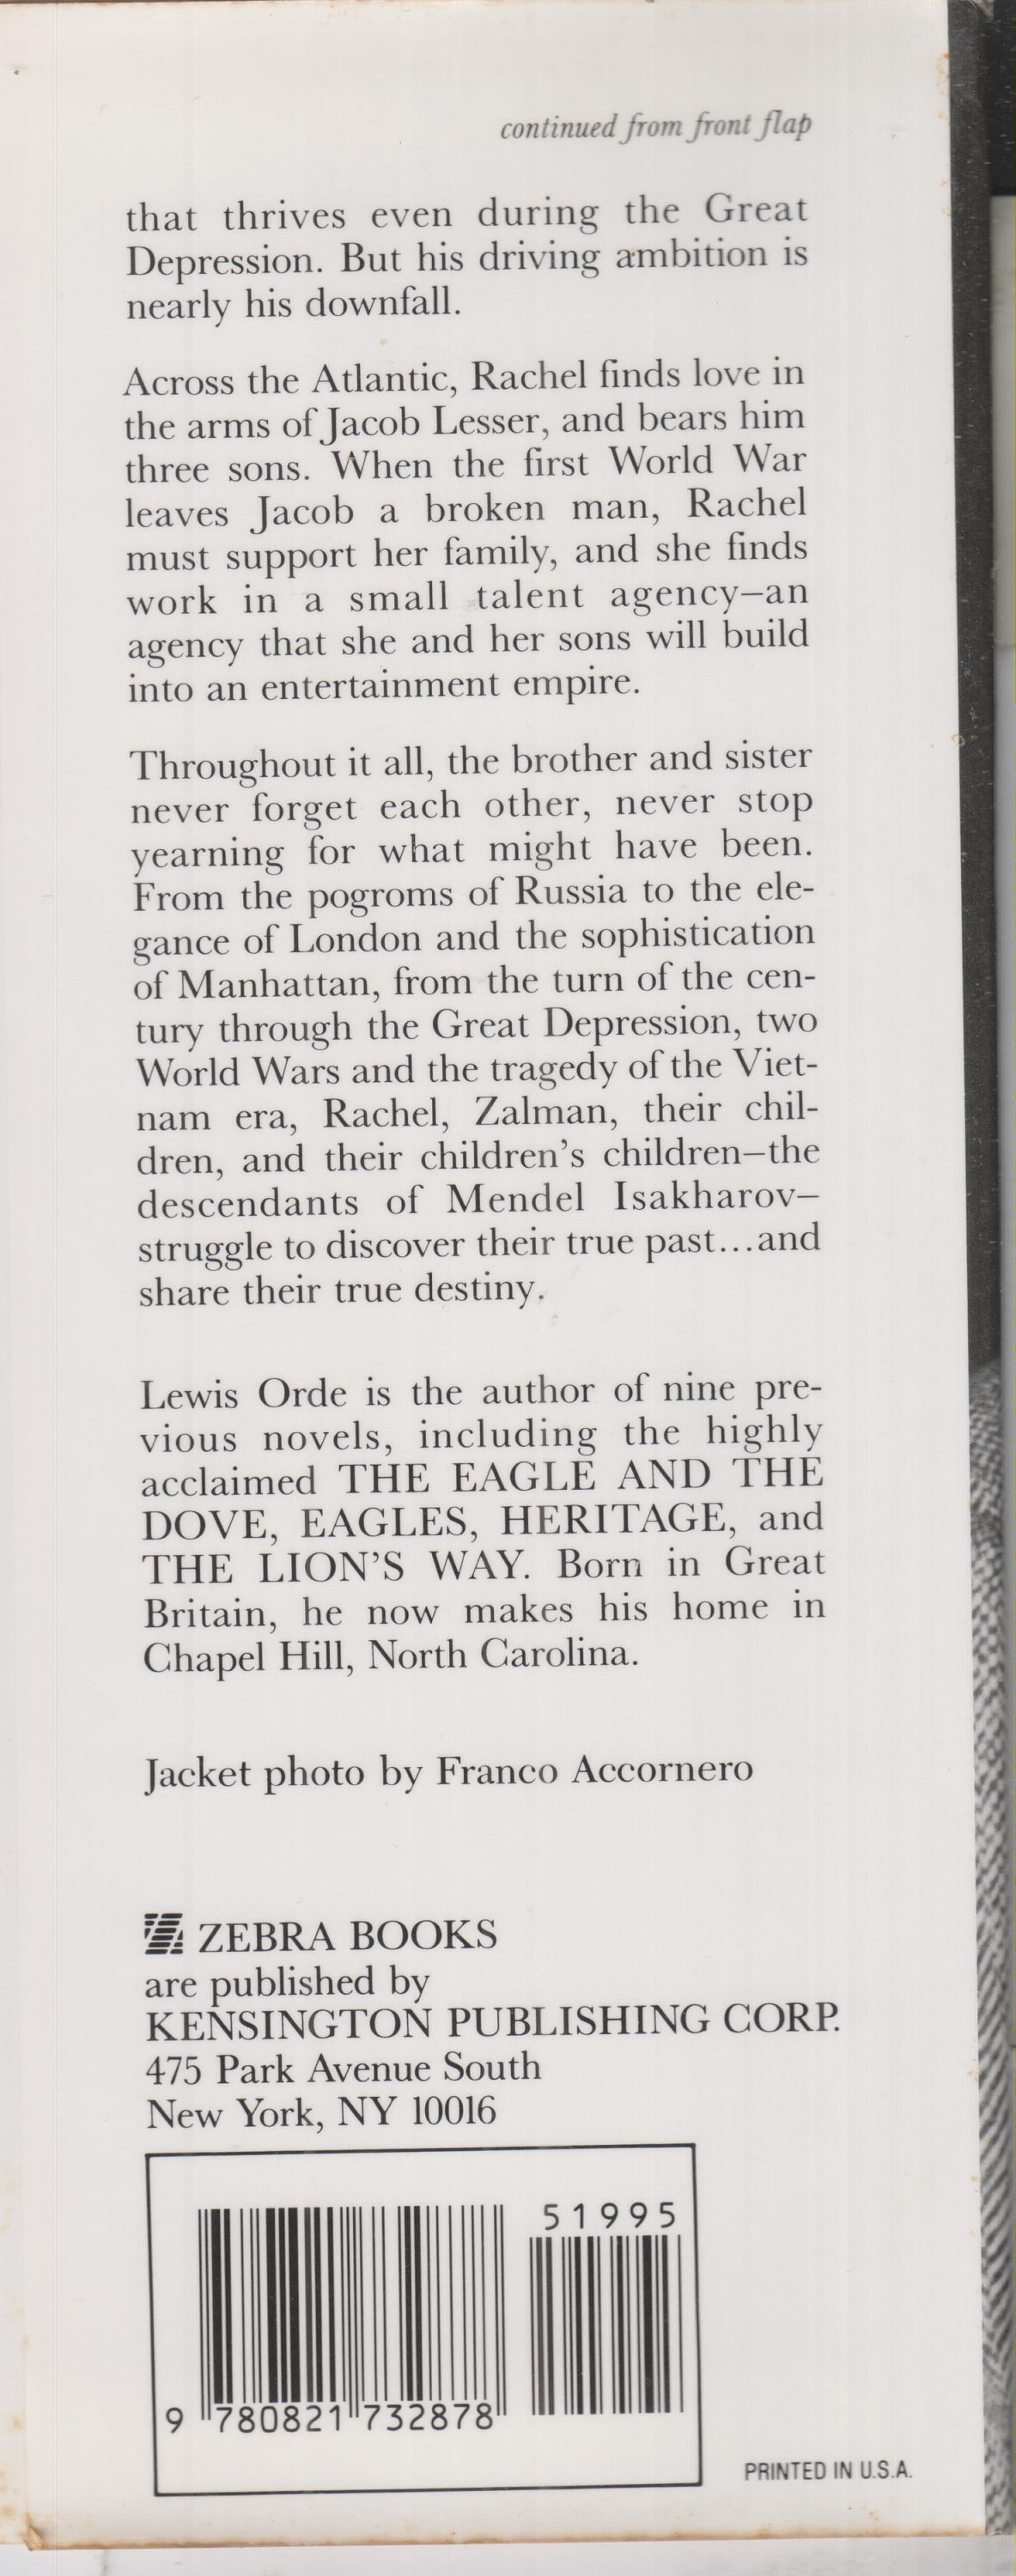 continued from front flap
that thrives even during the Great
Depression. But his driving ambition is
nearly his downfall.
Across the Atlantic, Rachel finds love in
the arms of Jacob Lesser, and bears him
three sons. When the first World War
leaves Jacob a broken man, Rachel
must support her family, and she finds
work in a small talent agency–an
agency that she and her sons will build
into an entertainment empire.
Throughout it all, the brother and sister
never forget each other, never stop
yearning for what might have been.
From the pogroms of Russia to the ele-
gance of London and the sophistication
of Manhattan, from the turn of the cen-
tury through the Great Depression, two
World Wars and the tragedy of the Viet-
nam era, Rachel, Zalman, their chil-
dren, and their children's children–the
descendants of Mendel Isakharov–
struggle to discover their true past...and
share their true destiny.
Lewis Orde is the author of nine pre-
vious novels, including the highly
acclaimed THE EAGLE AND THE
DOVE, EAGLES, HERITAGE, and
THE LION'S WAY. Born in Great
Britain, he now makes his home in
Chapel Hill, North Carolina.
Jacket photo by Franco Accornero
ZEBRA BOOKS
are published by
KENSINGTON PUBLISHING CORP.
475 Park Avenue South
New York, NY 10016
51995
9 780821 732878
PRINTED IN U.S.A.